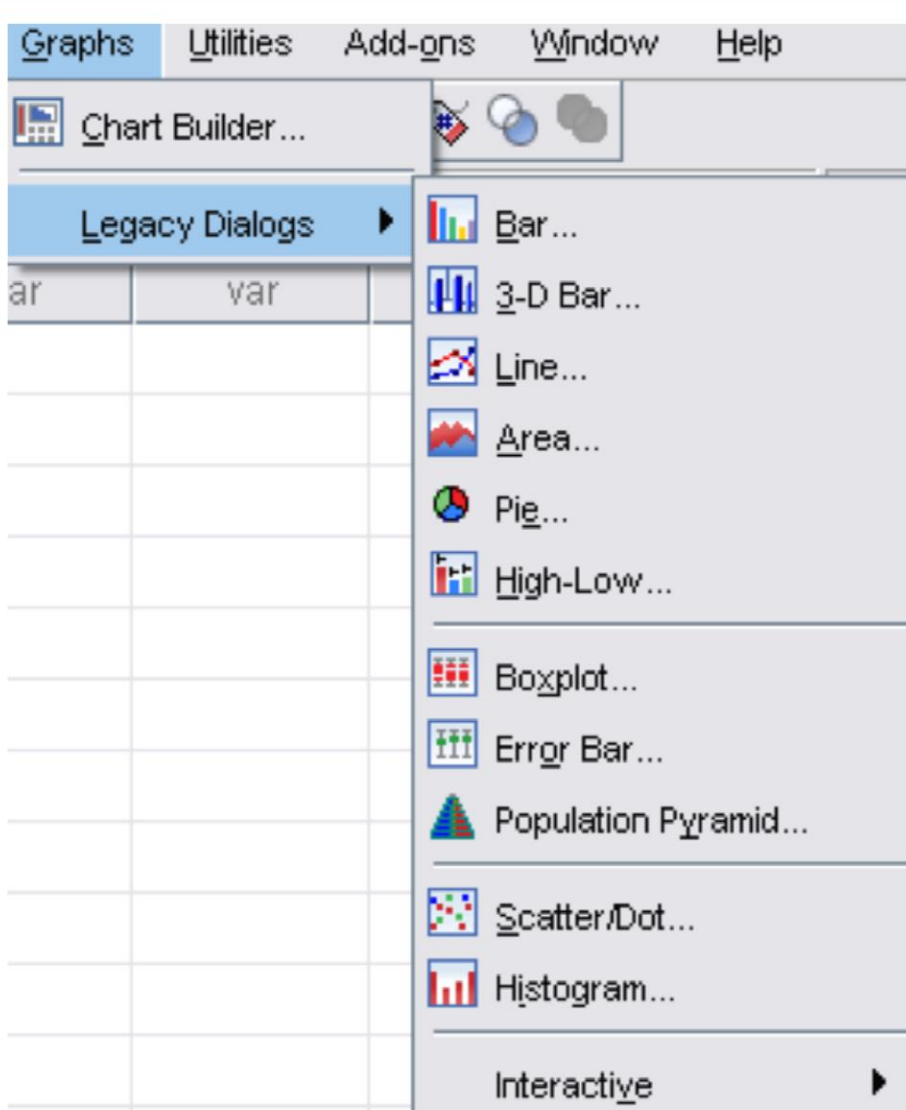 Graphs Utilities Add-ons Window Help
Chart Builder...
Legacy Dialogs
ar var
Bar...
3-D Bar...
Line...
Area...
Pie...
High-Low...
Boxplot...
Error Bar...
Population Pyramid...
Scatter/Dot...
Histogram...
Interactive